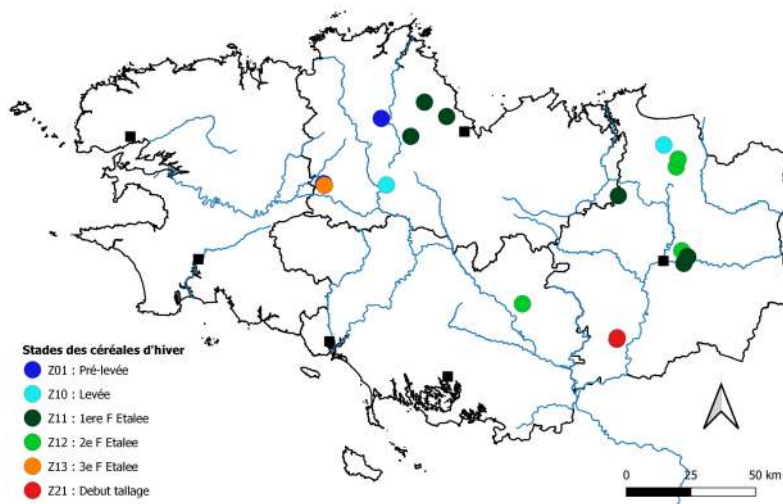 Stades des céréales d'hiver
Z01 : Pré-levée
Z10 : Levée
Z11 : 1ere F Etalee
Z12 : 2e F Etalee
Z13 : 3e F Etalee
Z21 : Debut tallage
0 25 50 km